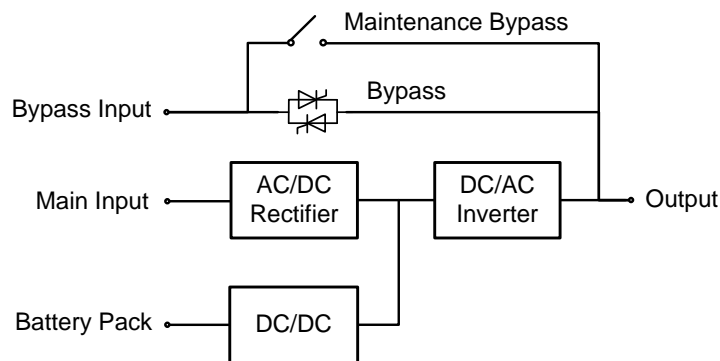 Maintenance Bypass
Bypass Input
Bypass
Main Input
AC/DC
Rectifier
DC/AC
Inverter
Output
Battery Pack
DC/DC